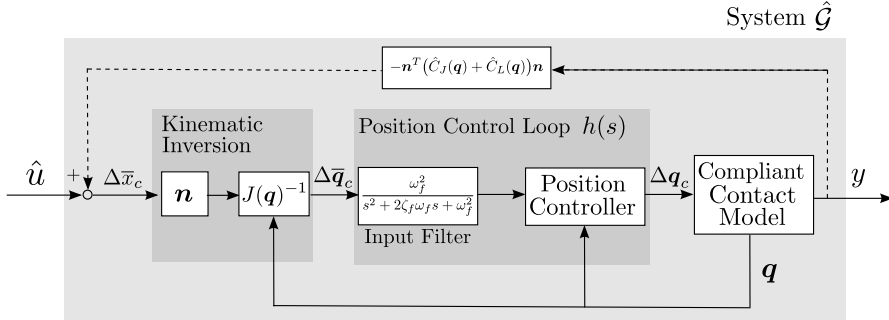 System $\hat{\mathcal{G}}$
$-\boldsymbol{n}^T\big(\hat{C}_J(\boldsymbol{q})+\hat{C}_L(\boldsymbol{q})\big)\boldsymbol{n}$
Kinematic
Inversion
Position Control Loop $h(s)$
$\hat{u}$
+
$\Delta\overline{x}_c$
$\boldsymbol{n}$
$J(\boldsymbol{q})^{-1}$
$\Delta\overline{\boldsymbol{q}}_c$
$\frac{\omega_f^2}{s^2+2\zeta_f\omega_f s+\omega_f^2}$
Input Filter
Position
Controller
$\Delta\boldsymbol{q}_c$
Compliant
Contact
Model
$y$
$\boldsymbol{q}$